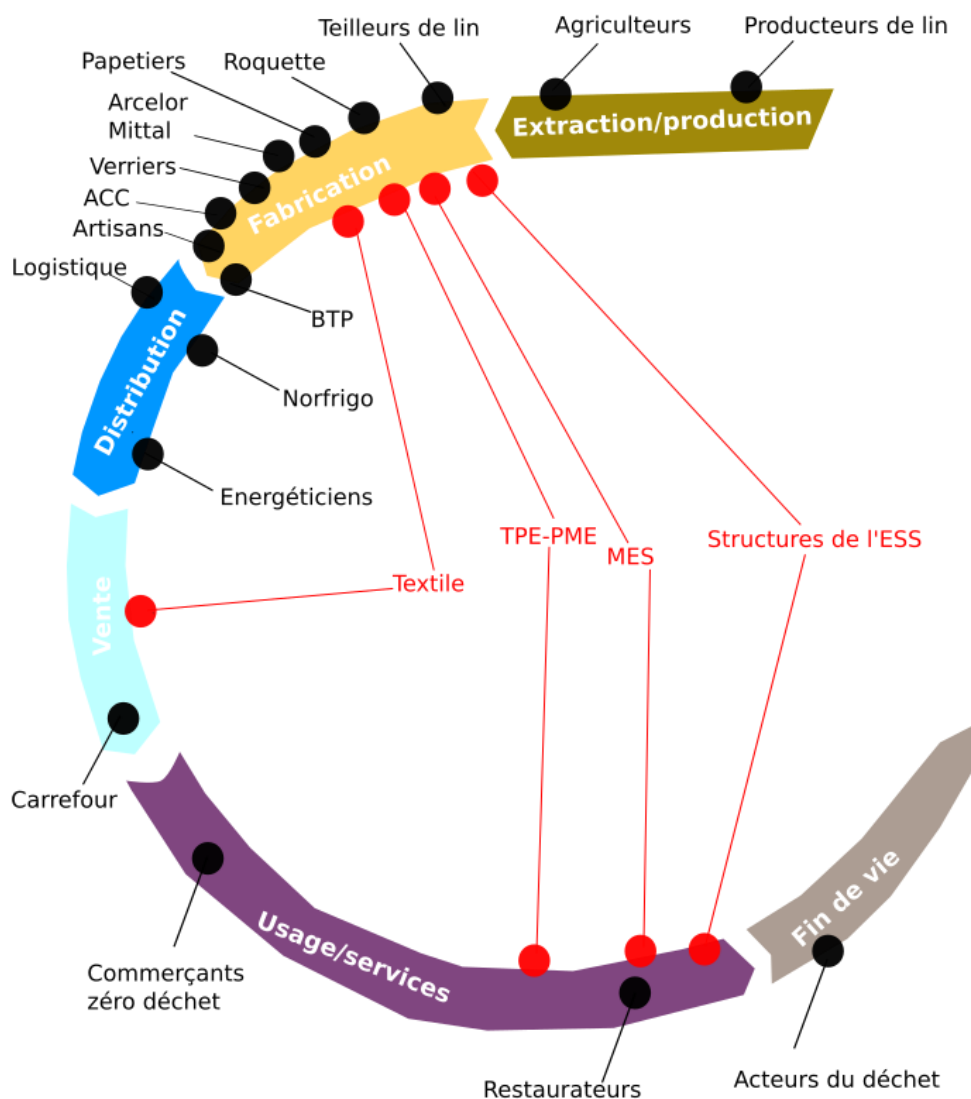 Teilleurs de lin
Agriculteurs
Producteurs de lin
Roquette
Papetiers
Arcelor
Mittal
Verriers
ACC
Artisans
Logistique
Extraction/production
Fabrication
BTP
Distribution
Norfrigo
Energéticiens
TPE-PME
MES
Structures de l'ESS
Textile
Vente
Carrefour
Usage/services
Fin de vie
Commerçants
zéro déchet
Restaurateurs
Acteurs du déchet